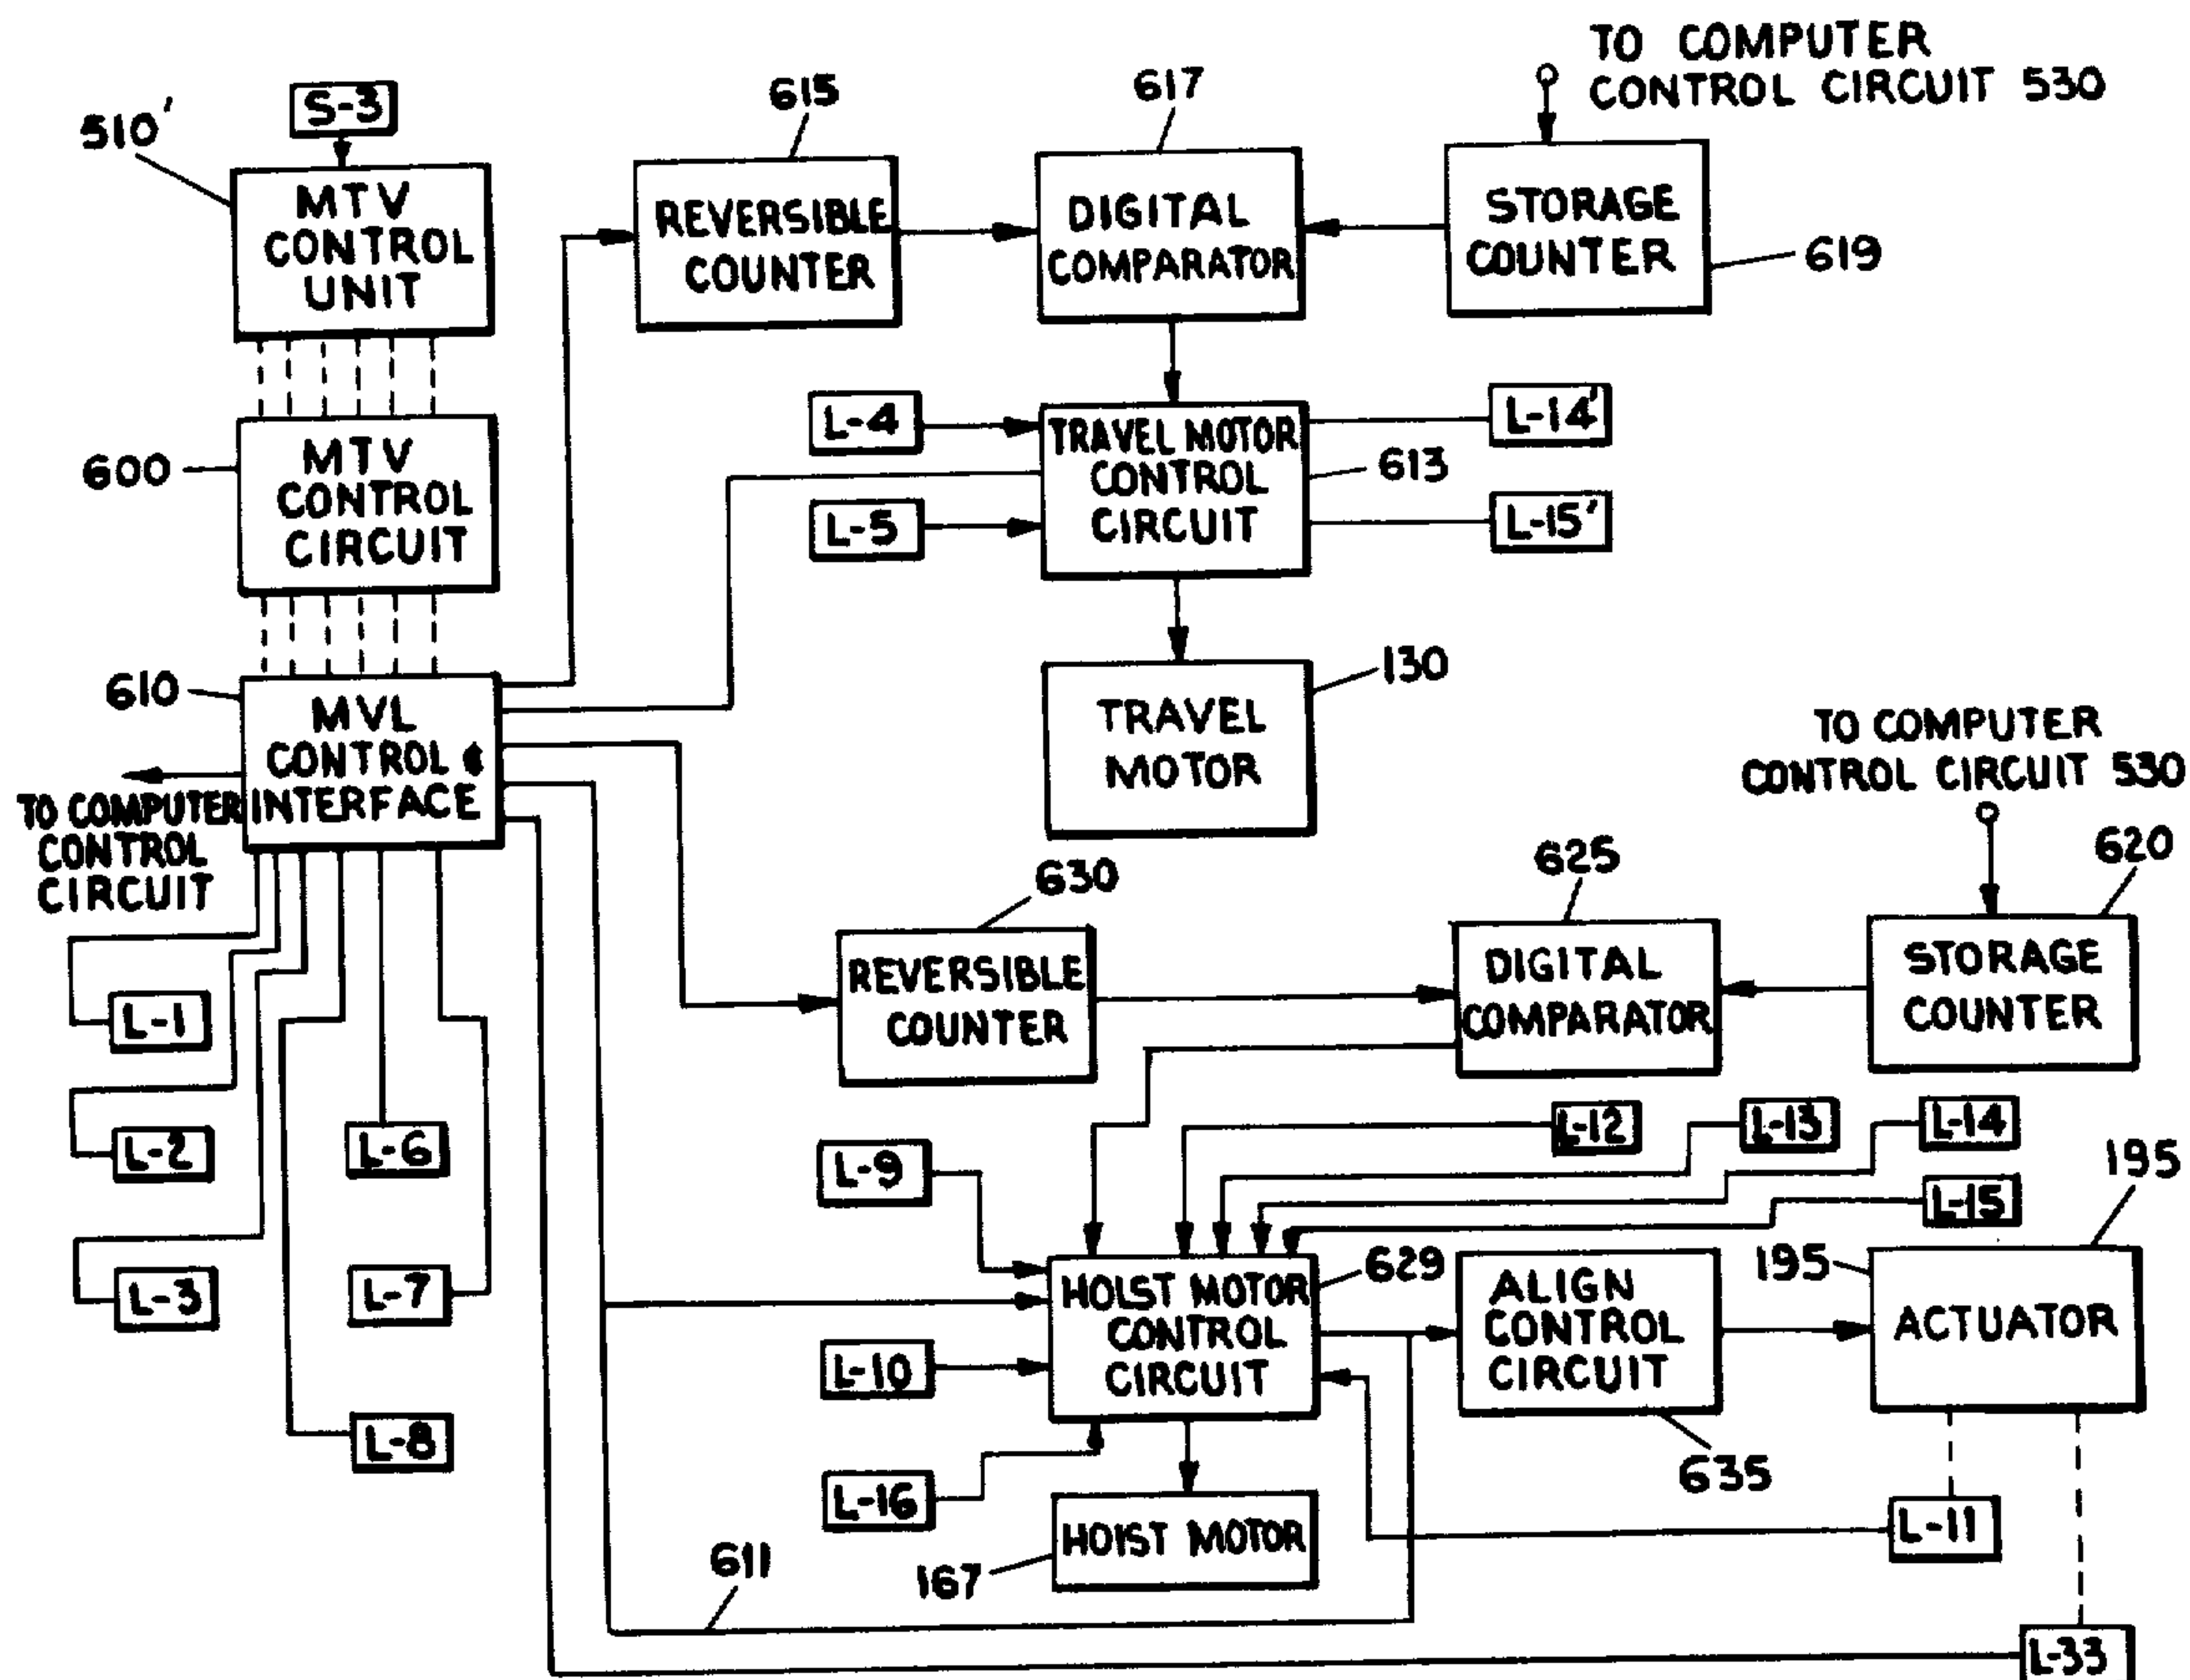 TO COMPUTER
CONTROL CIRCUIT 530
S-3
510'
615
617
MTV
CONTROL
UNIT
REVERSIBLE
COUNTER
DIGITAL
COMPARATOR
STORAGE
COUNTER
619
L-4
TRAVEL MOTOR
CONTROL
CIRCUIT
L-14'
613
600
MTV
CONTROL
CIRCUIT
L-5
L-15'
610
MVL
CONTROL &
INTERFACE
TRAVEL
MOTOR
130
TO COMPUTER
CONTROL
CIRCUIT
TO COMPUTER
CONTROL CIRCUIT 530
630
625
620
REVERSIBLE
COUNTER
DIGITAL
COMPARATOR
STORAGE
COUNTER
L-1
L-2
L-6
L-3
L-7
L-8
L-9
L-12
L-13
L-14
L-15
195
HOIST MOTOR
CONTROL
CIRCUIT
629
ALIGN
CONTROL
CIRCUIT
195
ACTUATOR
L-10
635
L-16
L-11
HOIST MOTOR
167
611
L-33